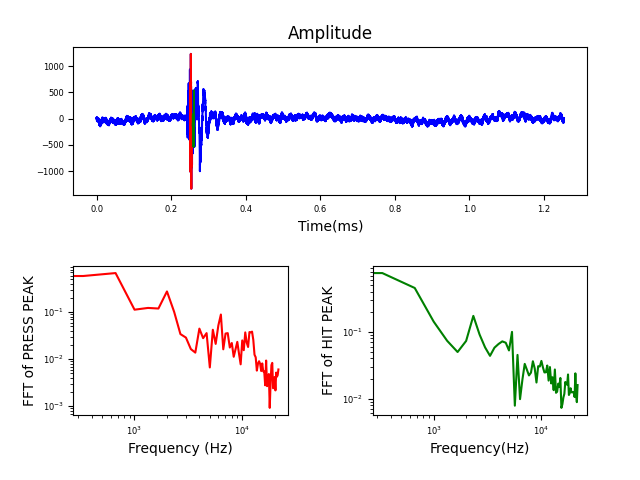 Amplitude
1000
500
0
−500
−1000
0.0 0.2 0.4 0.6 0.8 1.0 1.2
Time(ms)
FFT of PRESS PEAK
10⁻¹
10⁻²
10⁻³
10³ 10⁴
Frequency (Hz)
FFT of HIT PEAK
10⁻¹
10⁻²
10³ 10⁴
Frequency(Hz)